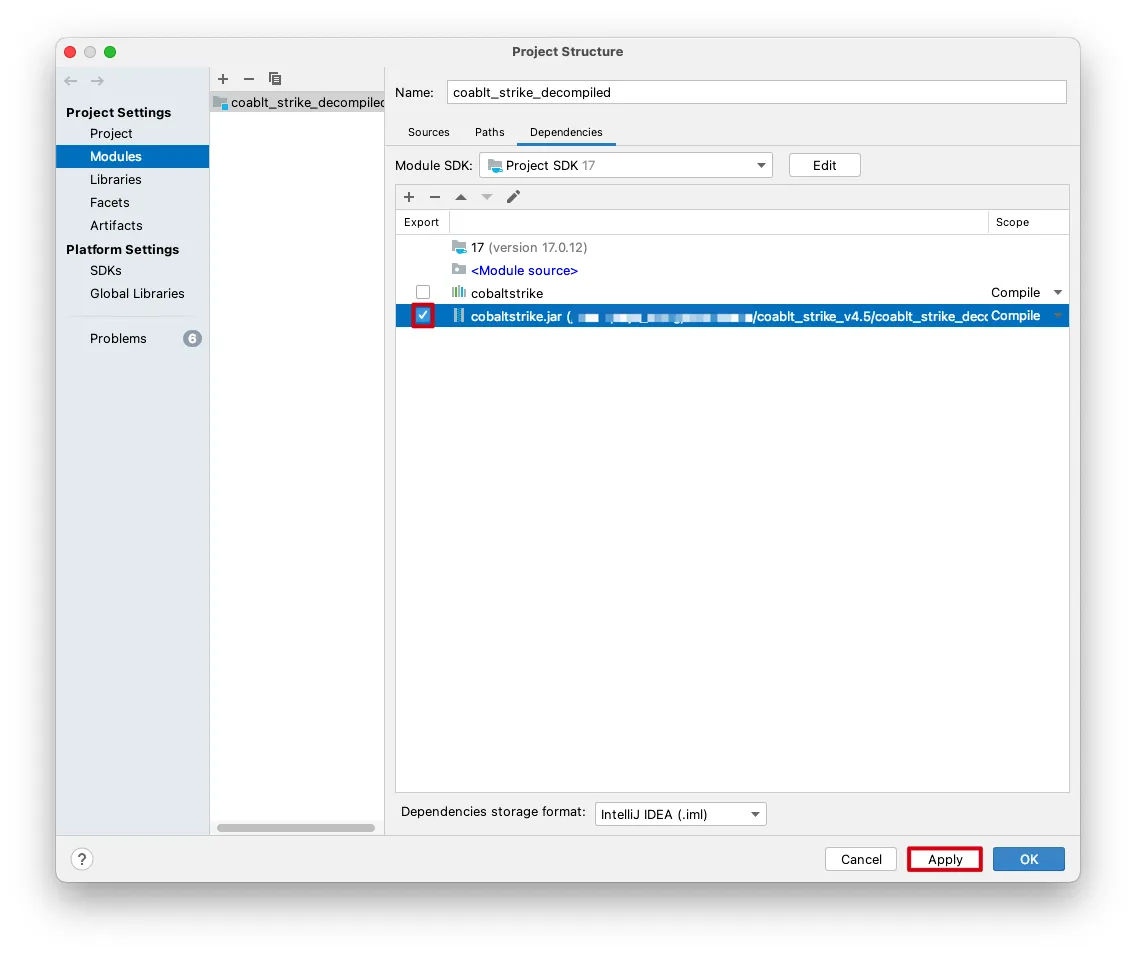 Project Structure
Project Settings
Project
Modules
Libraries
Facets
Artifacts
Platform Settings
SDKs
Global Libraries
Problems
6
coablt_strike_decompiled
Name:
coablt_strike_decompiled
Sources
Paths
Dependencies
Module SDK:
Project SDK 17
Edit
Export
Scope
17 (version 17.0.12)
<Module source>
cobaltstrike
Compile
cobaltstrike.jar (
/coablt_strike_v4.5/coablt_strike_decc
Compile
Dependencies storage format:
IntelliJ IDEA (.iml)
?
Cancel
Apply
OK